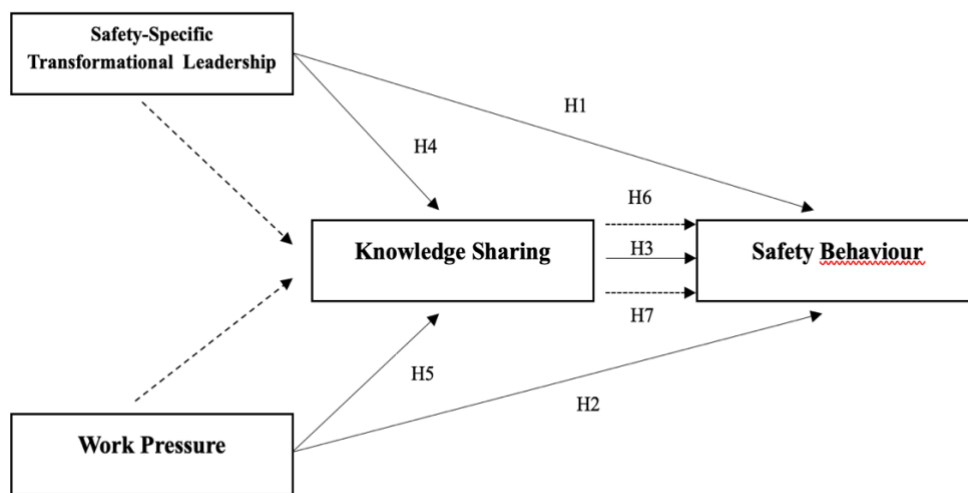 Safety-Specific
Transformational Leadership
H1
H4
H6
Knowledge Sharing
H3
Safety Behaviour
H7
H5
H2
Work Pressure